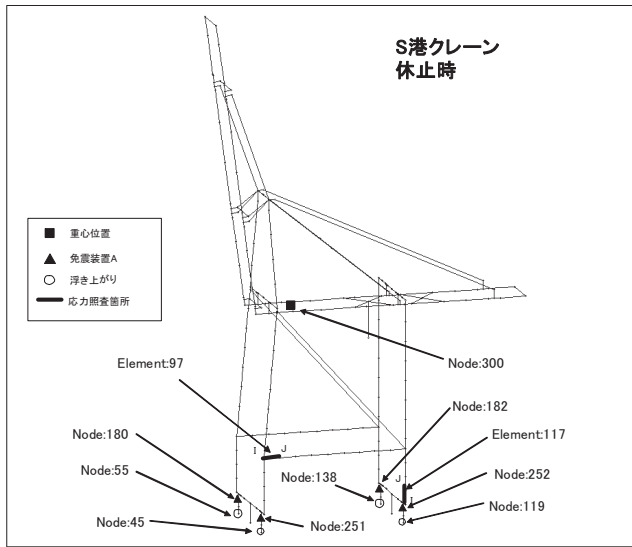 S港クレーン
休止時
重心位置
免震装置A
浮き上がり
応力照査箇所
Node:300
Element:97
I
J
Node:182
Node:180
Element:117
Node:55
Node:138
J
I
Node:252
Node:45
Node:251
Node:119